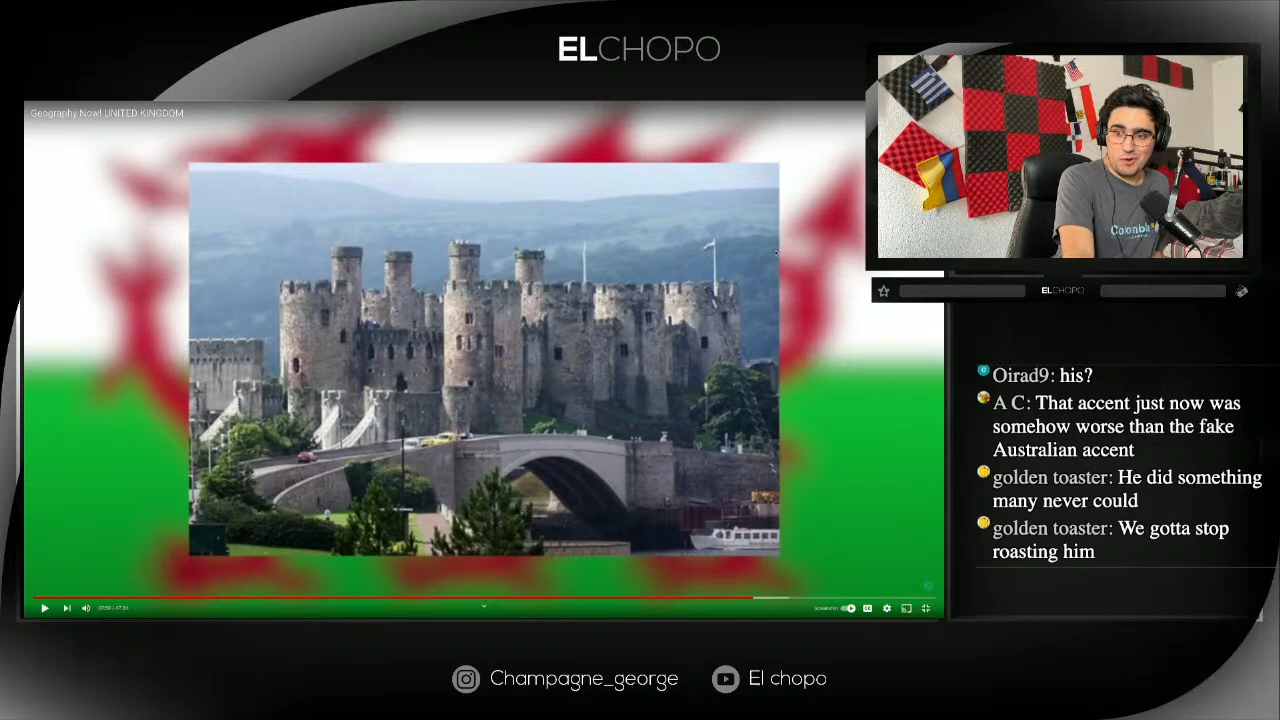 ELCHOPO
Geography Now! UNITED KINGDOM
Colombia
ELCHOPO
Oirad9: his?
A C: That accent just now was
somehow worse than the fake
Australian accent
golden toaster: He did something
many never could
golden toaster: We gotta stop
roasting him
Champagne_george
El chopo